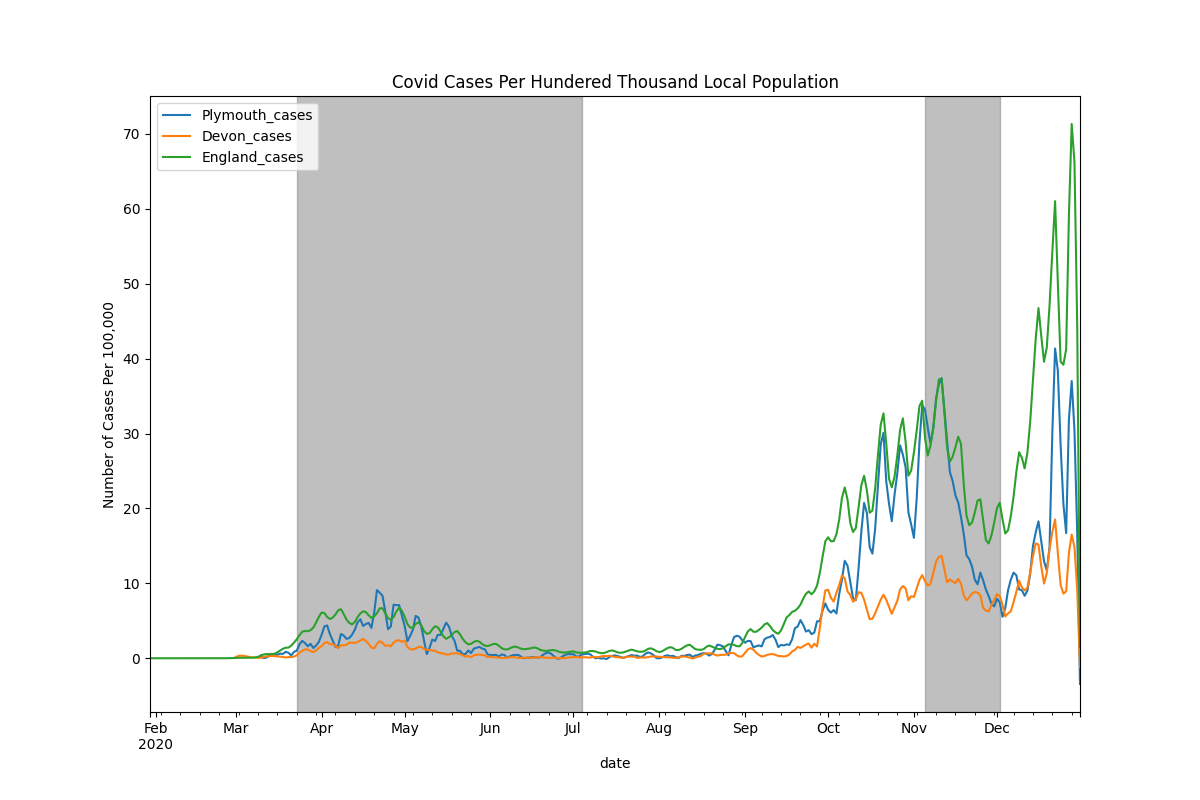 Covid Cases Per Hundered Thousand Local Population
Plymouth_cases
Devon_cases
England_cases
Number of Cases Per 100,000
70
60
50
40
30
20
10
0
Feb Mar Apr May Jun Jul Aug Sep Oct Nov Dec
2020
date